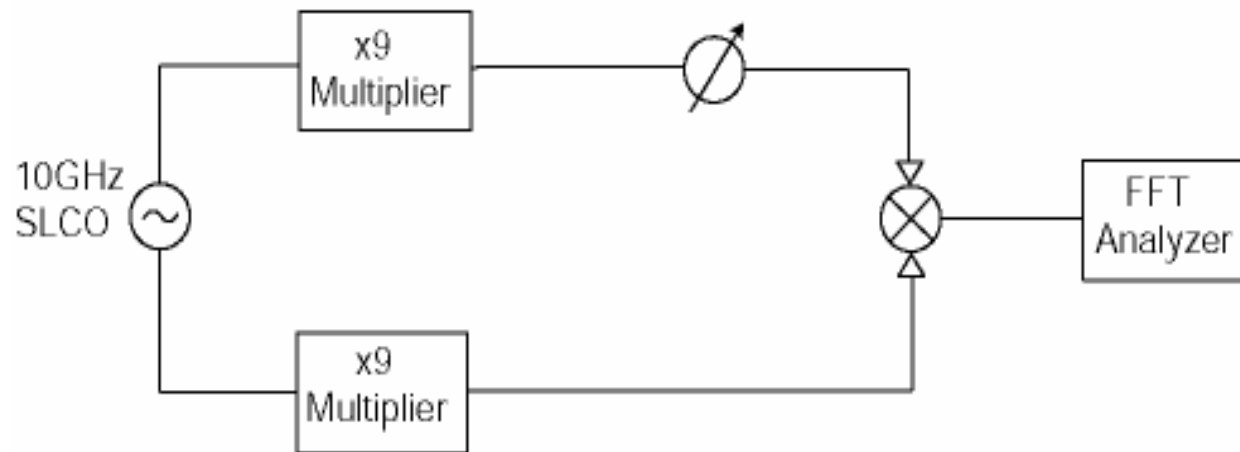 x9
Multiplier
10GHz
SLCO
FFT
Analyzer
x9
Multiplier